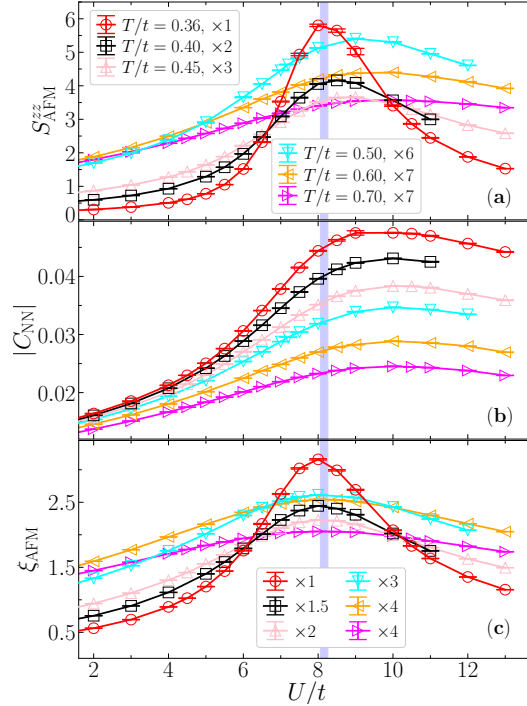 6
5
4
3
2
1
0
S^{zz}_{AFM}
T/t = 0.36, ×1
T/t = 0.40, ×2
T/t = 0.45, ×3
T/t = 0.50, ×6
T/t = 0.60, ×7
T/t = 0.70, ×7
(a)
0.04
0.03
0.02
|C_{NN}|
(b)
2.5
1.5
0.5
ξ_{AFM}
×1
×1.5
×2
×3
×4
×4
(c)
2 4 6 8 10 12
U/t